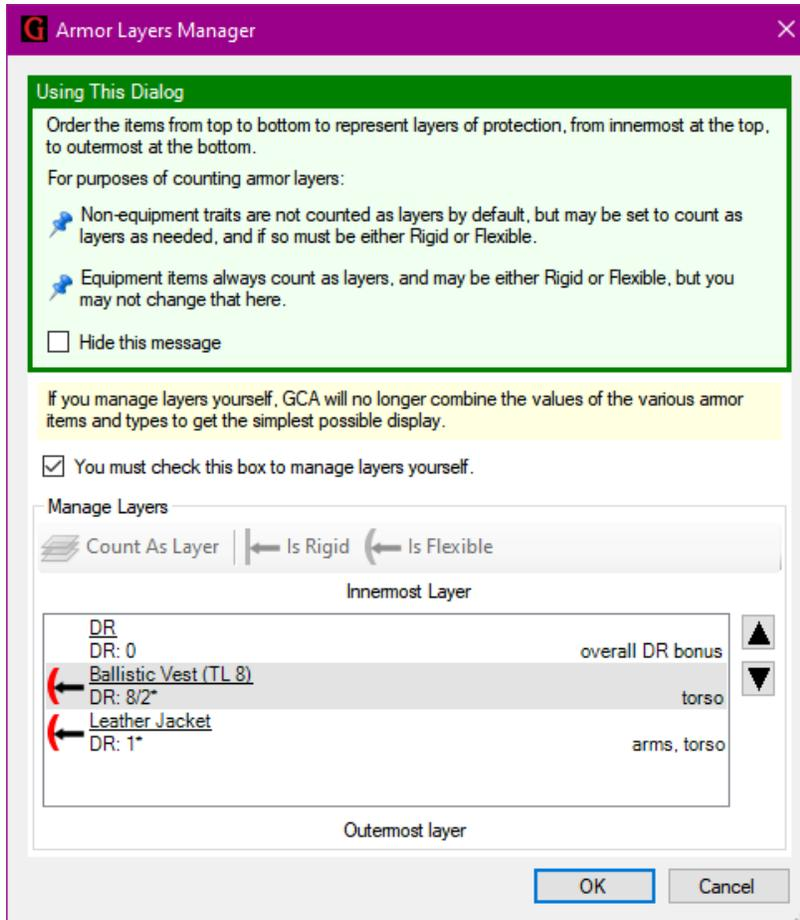 G Armor Layers Manager
Using This Dialog
Order the items from top to bottom to represent layers of protection, from innermost at the top,
to outermost at the bottom.
For purposes of counting armor layers:
Non-equipment traits are not counted as layers by default, but may be set to count as
layers as needed, and if so must be either Rigid or Flexible.
Equipment items always count as layers, and may be either Rigid or Flexible, but you
may not change that here.
Hide this message
If you manage layers yourself, GCA will no longer combine the values of the various armor
items and types to get the simplest possible display.
You must check this box to manage layers yourself.
Manage Layers
Count As Layer Is Rigid Is Flexible
Innermost Layer
DR
DR: 0 overall DR bonus
Ballistic Vest (TL 8)
DR: 8/2* torso
Leather Jacket
DR: 1* arms, torso
Outermost layer
OK Cancel